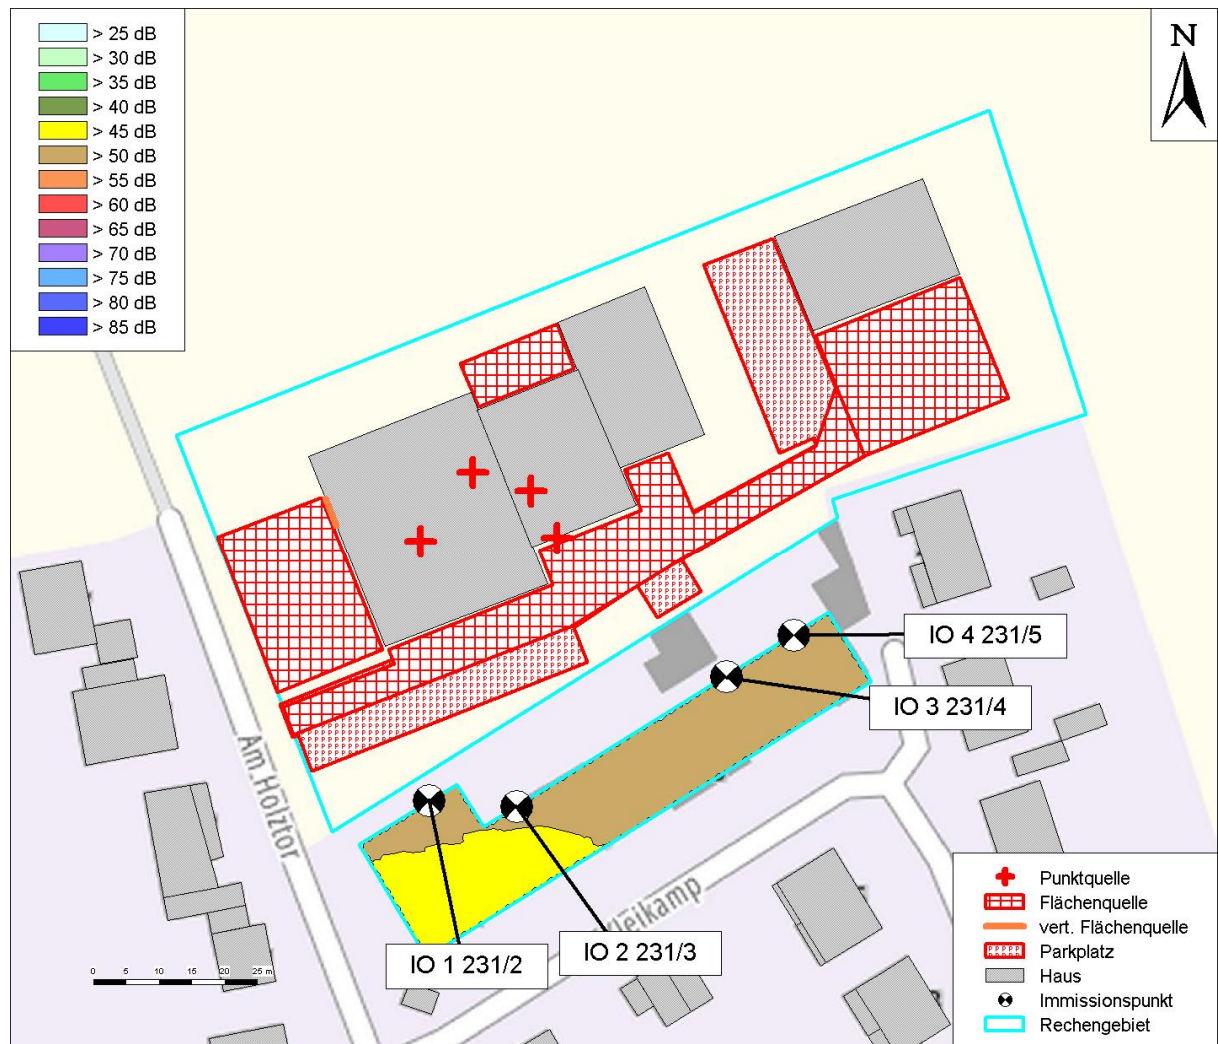 > 25 dB
> 30 dB
> 35 dB
> 40 dB
> 45 dB
> 50 dB
> 55 dB
> 60 dB
> 65 dB
> 70 dB
> 75 dB
> 80 dB
> 85 dB
N
IO 4 231/5
IO 3 231/4
Am Holztor
IO 2 231/3
IO 1 231/2
0 5 10 15 20 25 m
Punktquelle
Flächenquelle
vert. Flächenquelle
Parkplatz
Haus
Immissionspunkt
Rechengebiet